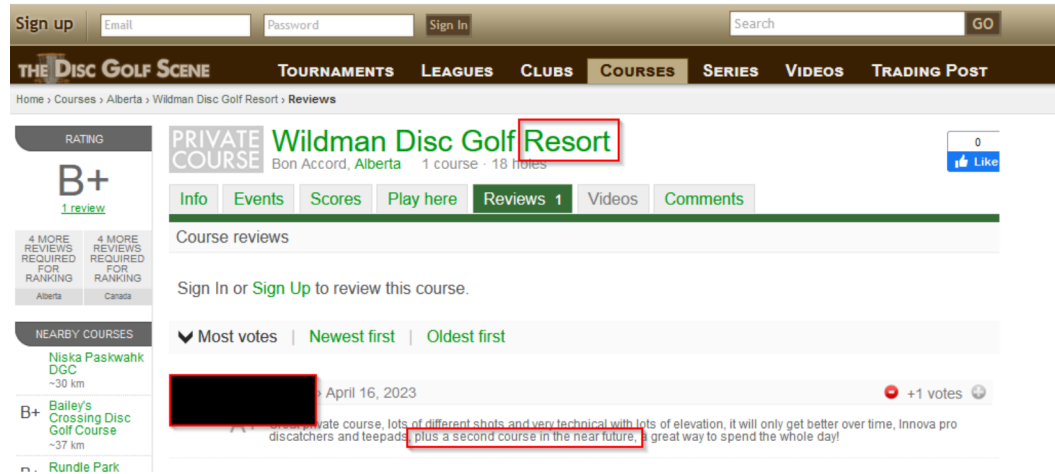 Sign up
Email
Password
Sign In
Search
GO
THE DISC GOLF SCENE
TOURNAMENTS
LEAGUES
CLUBS
COURSES
SERIES
VIDEOS
TRADING POST
Home › Courses › Alberta › Wildman Disc Golf Resort › Reviews
RATING
B+
1 review
4 MORE
REVIEWS
REQUIRED
FOR
RANKING
Alberta
4 MORE
REVIEWS
REQUIRED
FOR
RANKING
Canada
NEARBY COURSES
Niska Paskwahk
DGC
~30 km
B+
Bailey's
Crossing Disc
Golf Course
~37 km
Rundle Park
PRIVATE
COURSE
Wildman Disc Golf Resort
Bon Accord, Alberta 1 course · 18 holes
0
Like
Info
Events
Scores
Play here
Reviews 1
Videos
Comments
Course reviews
Sign In or Sign Up to review this course.
Most votes | Newest first | Oldest first
› April 16, 2023
+1 votes
Great private course, lots of different shots and very technical with lots of elevation, it will only get better over time, Innova pro
discatchers and teepads, plus a second course in the near future, a great way to spend the whole day!